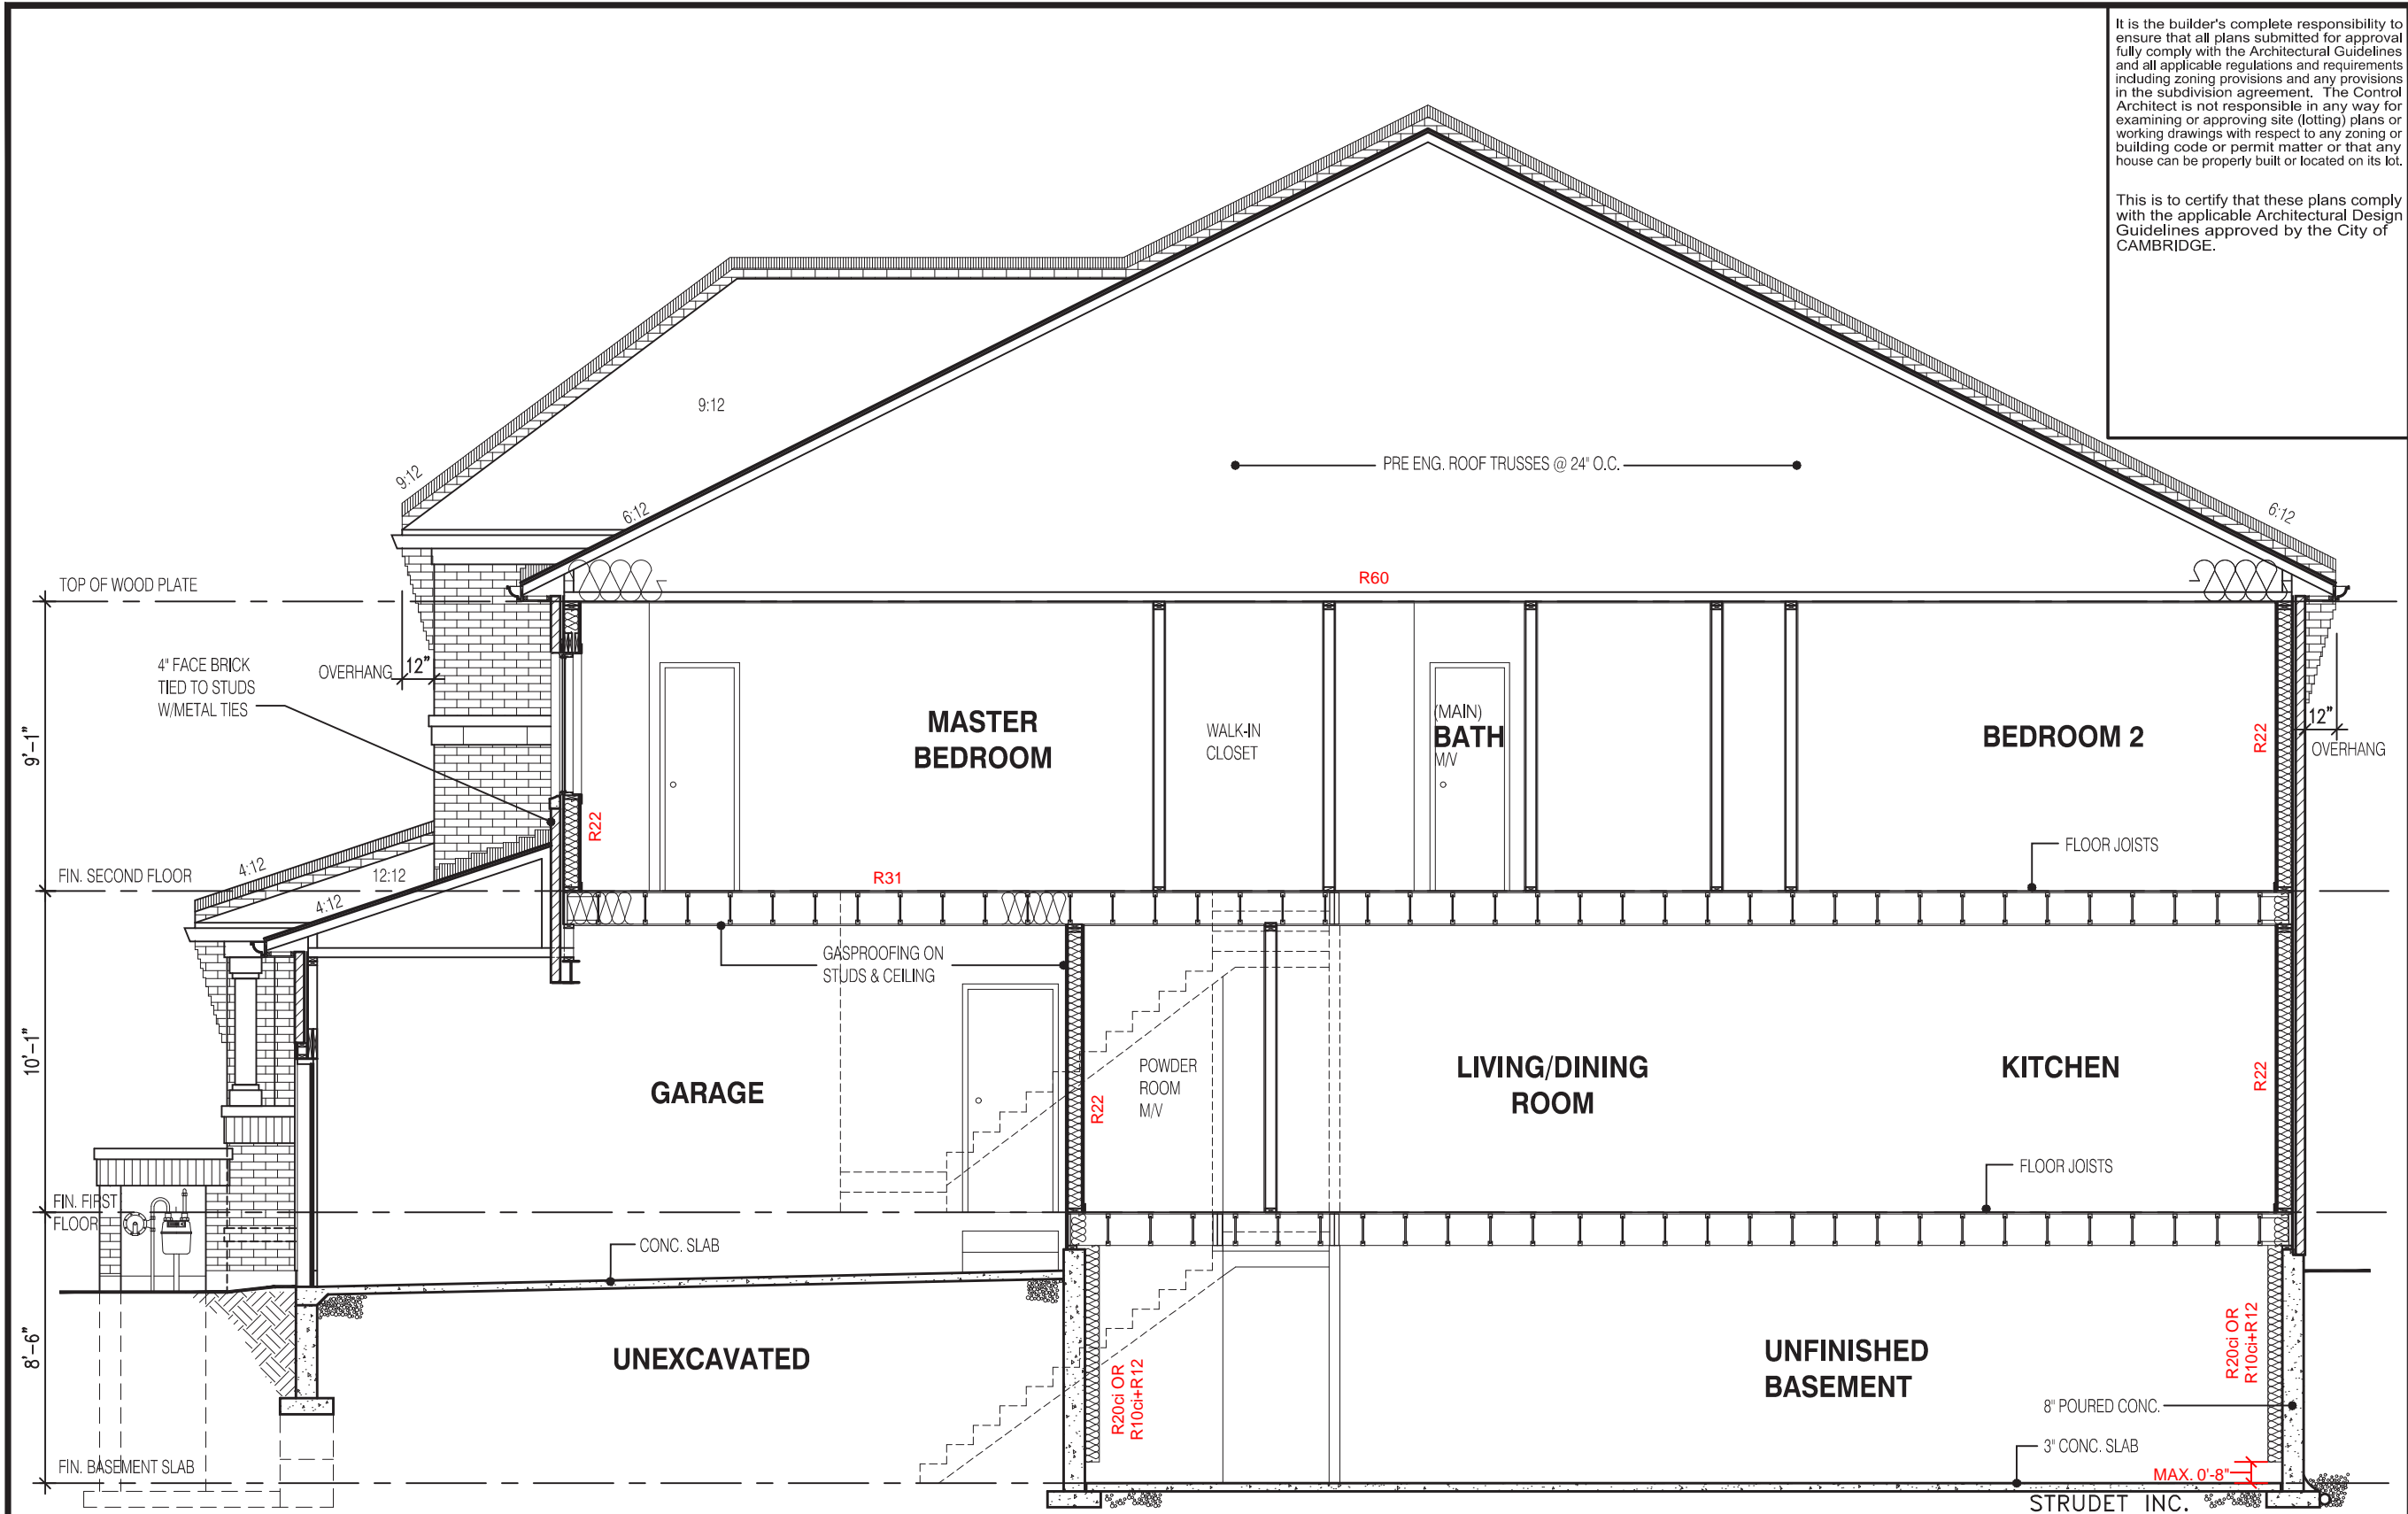 It is the builder's complete responsibility to
ensure that all plans submitted for approval
fully comply with the Architectural Guidelines
and all applicable regulations and requirements
including zoning provisions and any provisions
in the subdivision agreement. The Control
Architect is not responsible in any way for
examining or approving site (lotting) plans or
working drawings with respect to any zoning or
building code or permit matter or that any
house can be properly built or located on its lot.
This is to certify that these plans comply
with the applicable Architectural Design
Guidelines approved by the City of
CAMBRIDGE.
9:12
9:12
6:12
PRE ENG. ROOF TRUSSES @ 24" O.C.
6:12
TOP OF WOOD PLATE
R60
4" FACE BRICK
TIED TO STUDS
W/METAL TIES
OVERHANG
12"
9'-1"
MASTER
BEDROOM
WALK-IN
CLOSET
(MAIN)
BATH
M/V
BEDROOM 2
R22
12"
OVERHANG
R22
FLOOR JOISTS
FIN. SECOND FLOOR
4:12
12:12
4:12
R31
GASPROOFING ON
STUDS & CEILING
10'-1"
GARAGE
R22
POWDER
ROOM
M/V
LIVING/DINING
ROOM
KITCHEN
R22
FLOOR JOISTS
FIN. FIRST
FLOOR
CONC. SLAB
8'-6"
UNEXCAVATED
R20ci OR
R10ci+R12
UNFINISHED
BASEMENT
R20ci OR
R10ci+R12
8" POURED CONC.
3" CONC. SLAB
FIN. BASEMENT SLAB
MAX. 0'-8"
STRUDET INC.